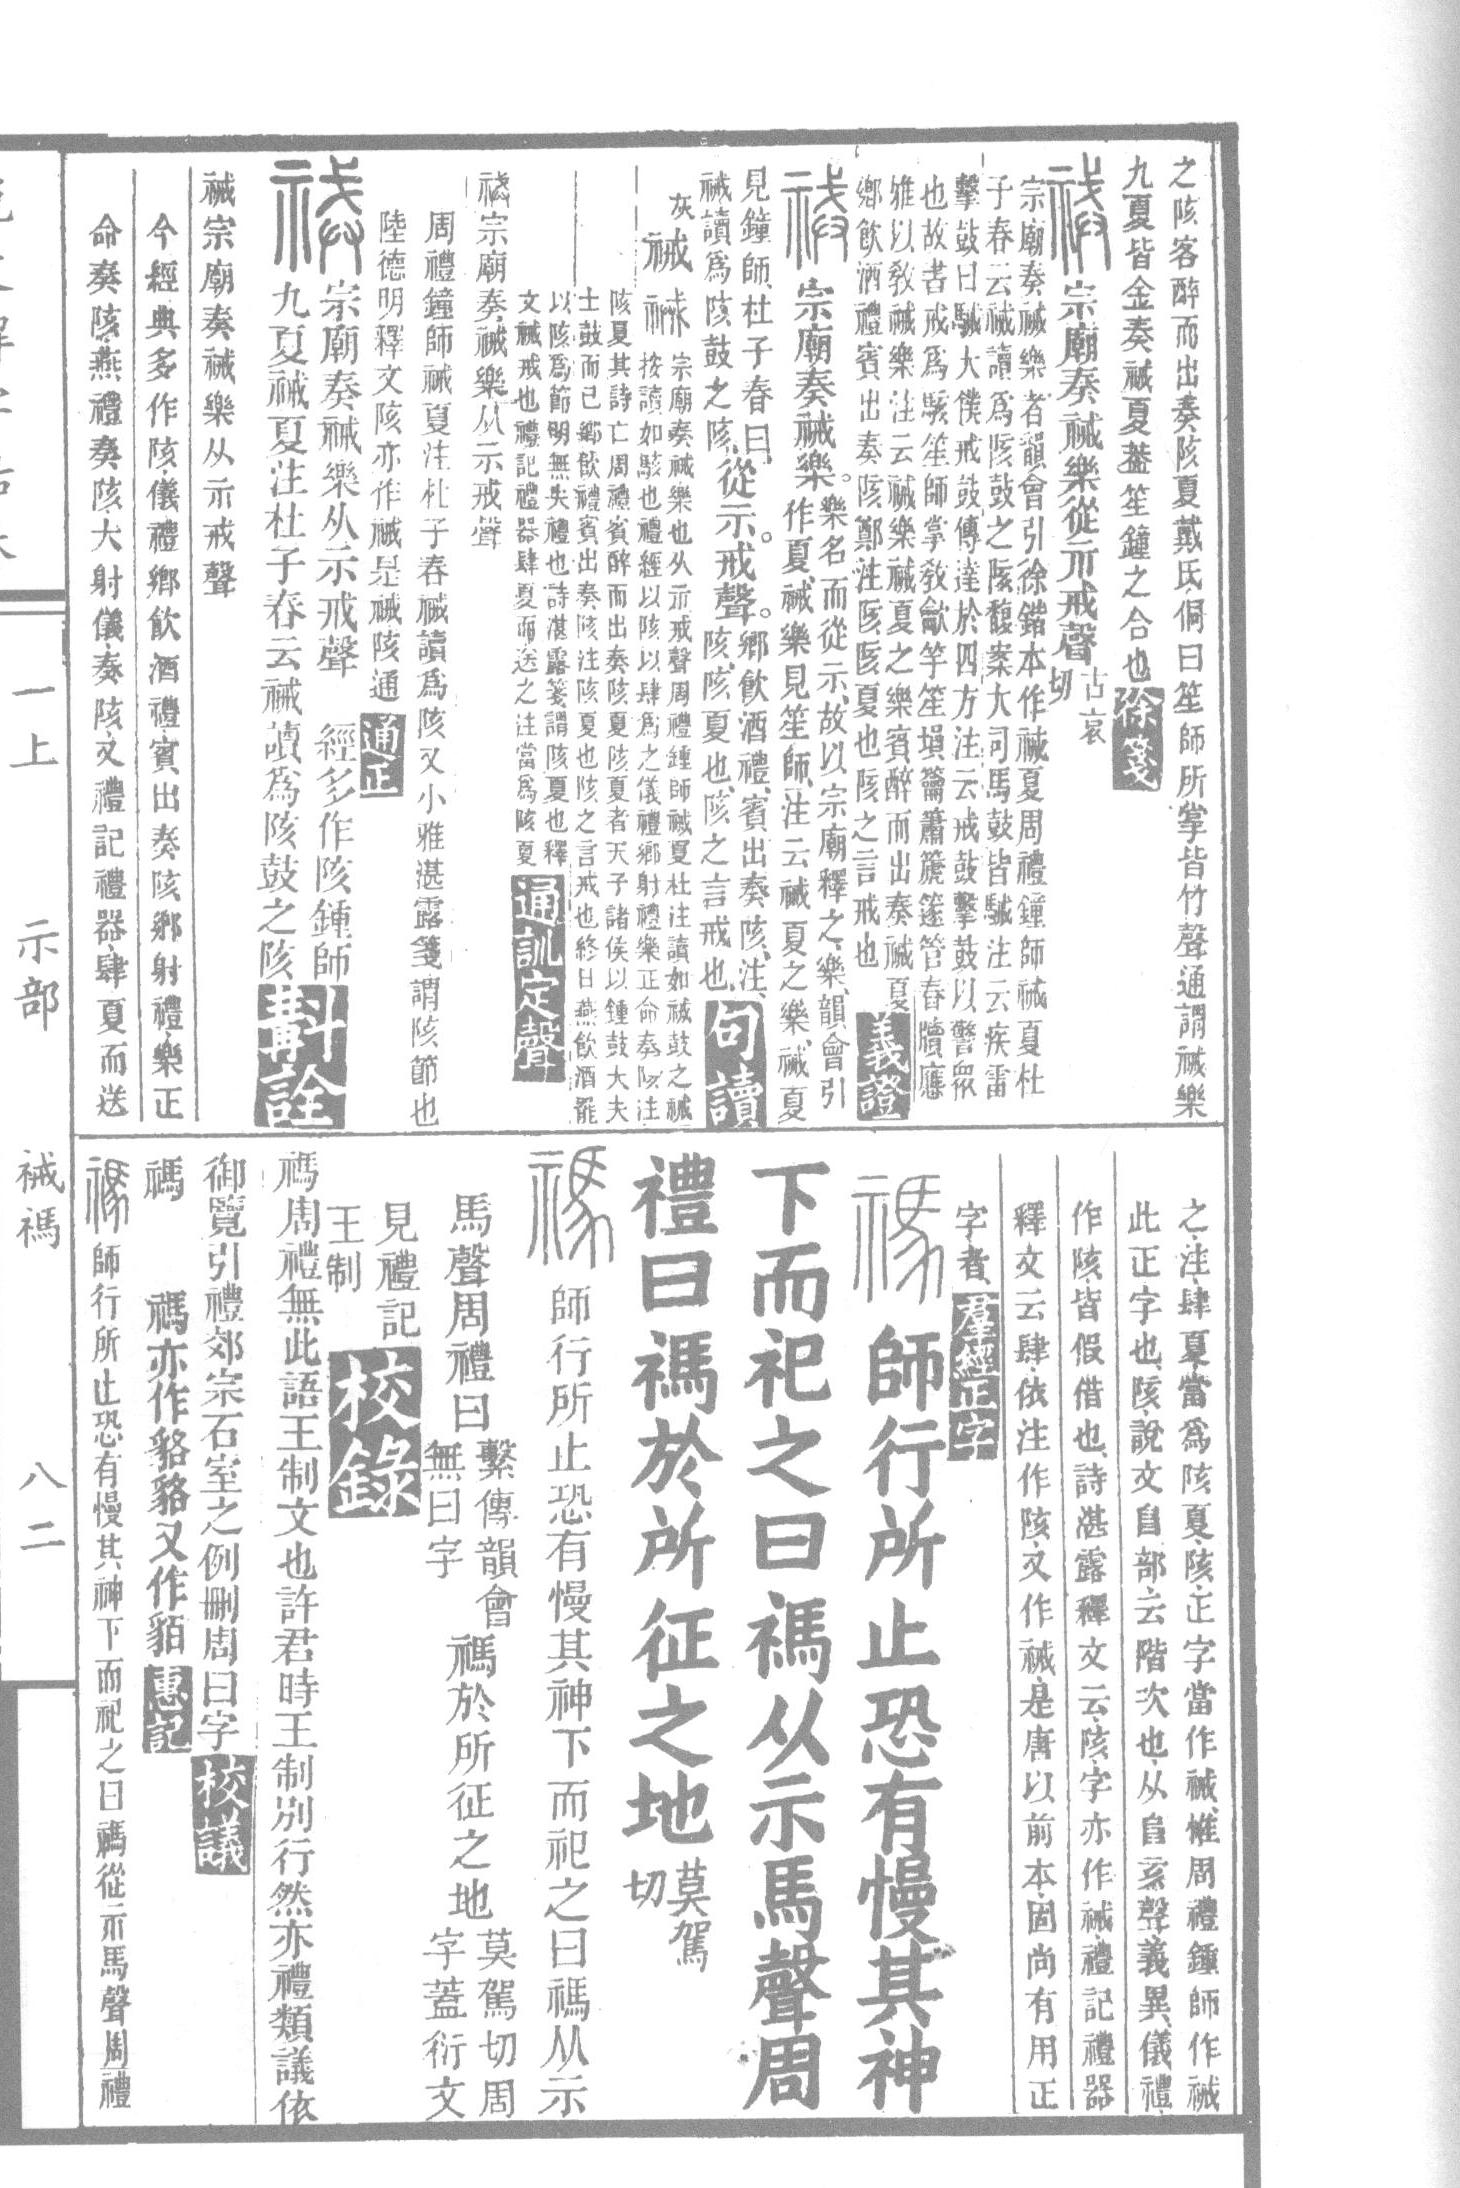 之陔客醉而出奏陔夏戴氏侗曰笙師所掌皆竹聲通謂祴樂
九夏皆金奏祴夏葢笙鐘之合也徐箋
祴宗廟奏祴樂從示戒聲古哀切
宗廟奏祴樂者韻會引徐鍇本作祴夏周禮鐘師祴夏杜
子春云祴讀爲陔鼓之陔馥案大司馬鼓皆駴注云疾雷
擊鼓曰駴大僕戒鼓傳達於四方注云戒鼓擊鼓以警衆
也故書戒爲駭笙師掌敎龡竽笙塤籥簫篪篴管舂牘應
雅以敎祴樂注云祴樂祴夏之樂賓醉而出奏祴夏
鄉飮酒禮賓出奏陔鄭注陔陔夏也陔之言戒也義證
祴宗廟奏祴樂。樂名而從示、故以宗廟釋之、樂、韻會引作夏、祴樂見笙師、注云祴夏之樂、祴夏
見鐘師、杜子春曰、祴讀爲陔鼓之陔、從示。戒聲。鄉飮酒禮、賓出奏陔、注、陔、陔夏也、陔之言戒也、句讀
灰祴 宗廟奏祴樂也从示戒聲周禮鍾師祴夏杜注讀如祴鼓之祴
按讀如駭也禮經以陔以肆爲之儀禮鄉射禮樂正命奏陔注
陔夏其詩亡周禮賓醉而出奏陔夏陔夏者天子諸侯以鍾鼓大夫
士鼓而已鄉飮禮賓出奏陔注陔夏也陔之言戒也終日燕飮酒罷
以陔爲節明無失禮也詩湛露箋謂陔夏也釋
文祴戒也禮記禮器肆夏而送之注當爲陔夏通訓定聲
祴宗廟奏祴樂从示戒聲
周禮鐘師祴夏注杜子春祴讀爲陔又小雅湛露箋謂陔節也
陸德明釋文陔亦作祴是祴陔通通正
祴宗廟奏祴樂从示戒聲 經多作陔鍾師
九夏祴夏注杜子春云祴讀爲陔鼓之陔斠詮
祴宗廟奏祴樂从示戒聲
今經典多作陔儀禮鄉飮酒禮賓出奏陔鄉射禮樂正
命奏陔燕禮奏陔大射儀奏陔又禮記禮器肆夏而送
之注肆夏當爲陔夏陔正字當作祴惟周禮鍾師作祴
此正字也、陔說文𨸏部云階次也从𨸏亥聲義異儀禮
作陔皆假借也、詩湛露釋文云陔字亦作祴禮記禮器
釋文云肆依注作陔又作祴是唐以前本固尚有用正
字者、羣經正字
禡師行所止恐有慢其神
下而祀之曰禡从示馬聲周
禮曰禡於所征之地莫駕切
禡師行所止恐有慢其神下而祀之曰禡从示
馬聲周禮曰繫傳韻會無曰字禡於所征之地莫駕切周字蓋衍文
見禮記王制校錄
禡周禮無此語王制文也許君時王制別行然亦禮類議依
御覽引禮郊宗石室之例刪周曰字校議
禡 禡亦作貉貉又作貊惠記
禡師行所止恐有慢其神下而祀之曰禡從示馬聲周禮
一上 示部 祴禡 八二